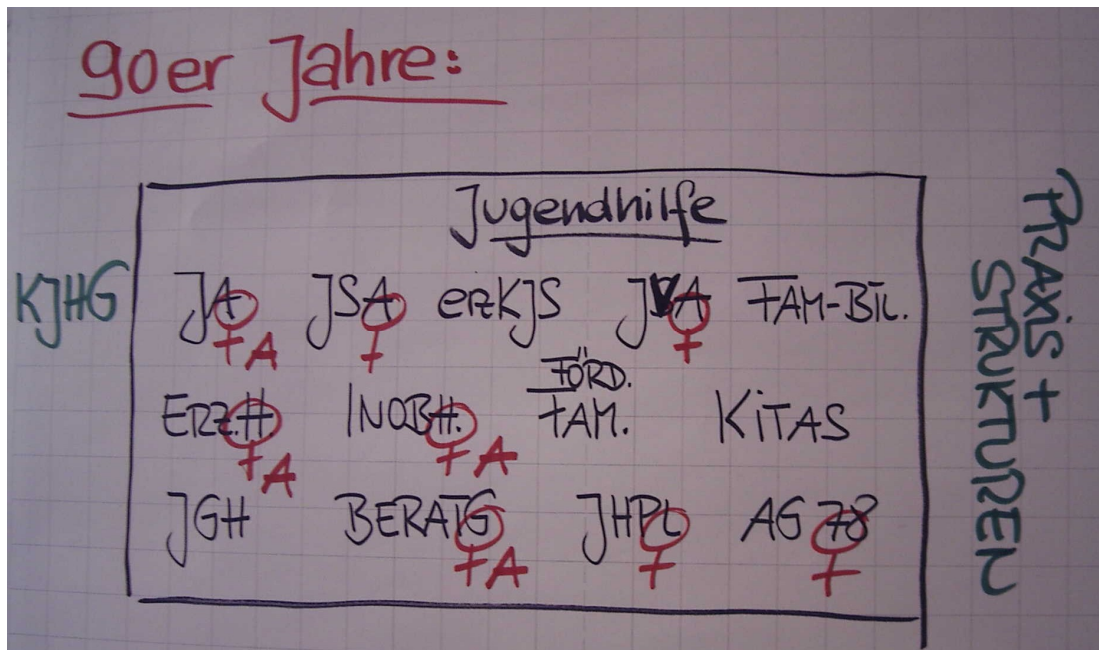 90er Jahre:
Jugendhilfe
KJHG
JA JSA erzKJS JVA FAM-BIL.
♀A ♀ ♀
ERZ.H INOBH. FÖRD. FAM. KiTAS
♀A ♀A
JGH BERATG JHPL AG 78
♀A ♀ ♀
PRAXiS +
STRUKTUREN